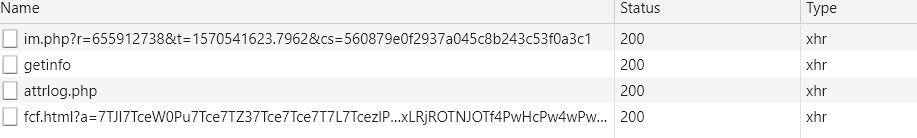 Name Status Type
im.php?r=655912738&t=1570541623.7962&cs=560879e0f2937a045c8b243c53f0a3c1 200 xhr
getinfo 200 xhr
attrlog.php 200 xhr
fcf.html?a=7TJI7TceW0Pu7Tce7TZ37Tce7Tce7T7L7TcezlP...xLRjROTNJOTf4PwHcPw4wPw... 200 xhr